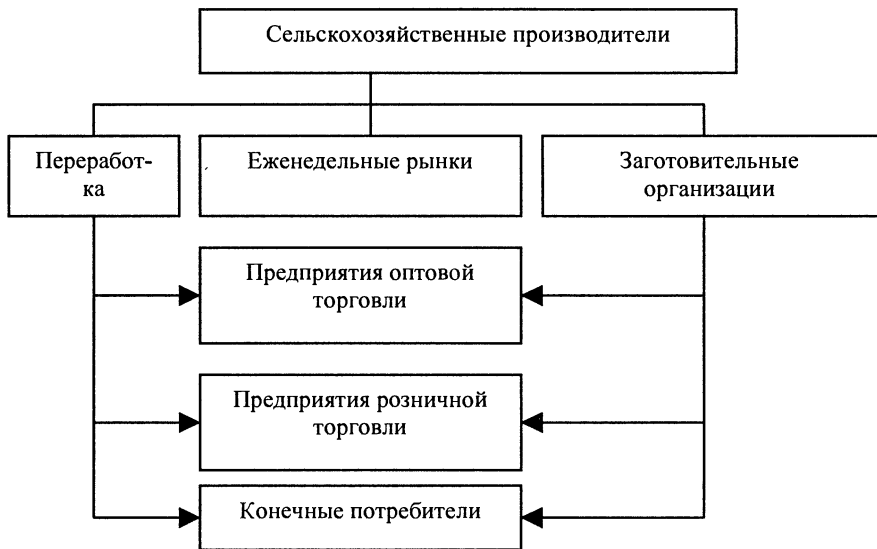 Сельскохозяйственные производители
Переработ-
ка
Еженедельные рынки
Заготовительные
организации
Предприятия оптовой
торговли
Предприятия розничной
торговли
Конечные потребители